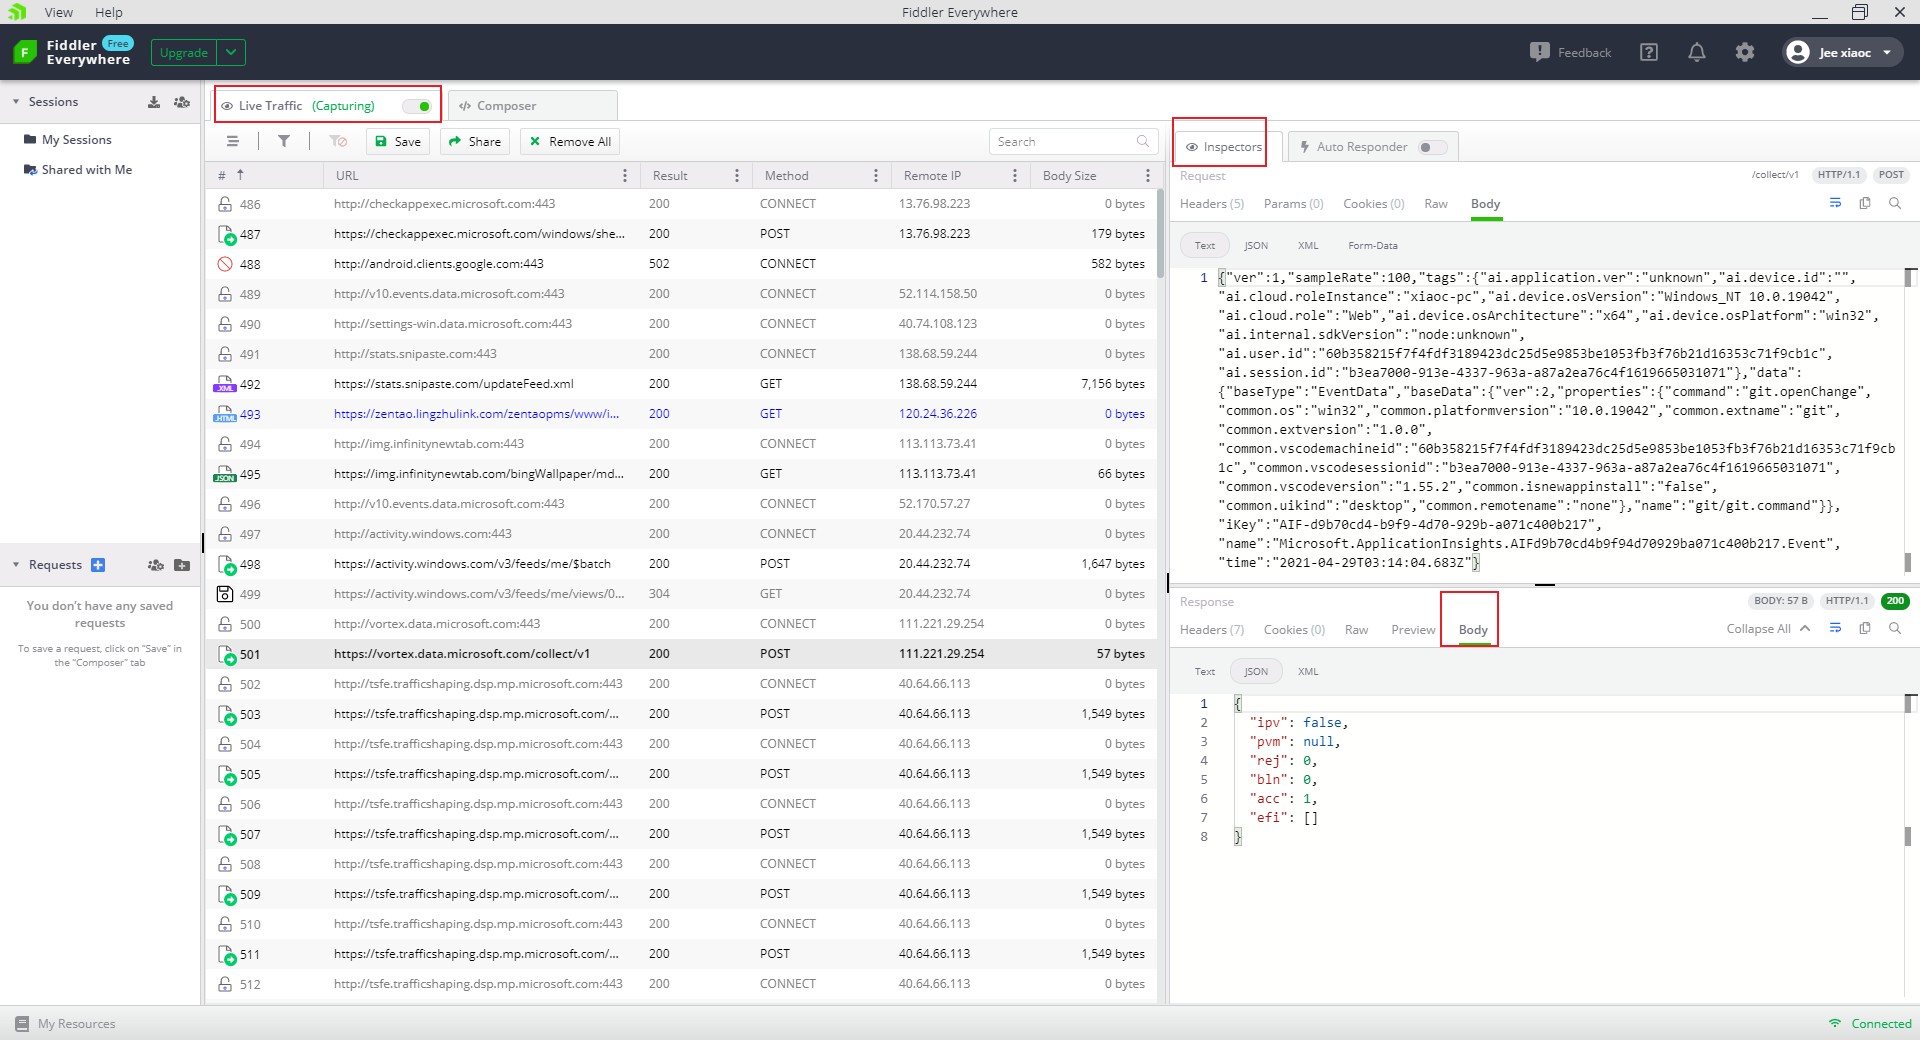 View Help
Fiddler Everywhere
Fiddler Free
Everywhere
Upgrade
Feedback
Jee xiaoc
Sessions
My Sessions
Shared with Me
Requests
You don't have any saved
requests
To save a request, click on "Save" in
the "Composer" tab
Live Traffic (Capturing)
Composer
Save
Share
Remove All
Search
# URL Result Method Remote IP Body Size
486 http://checkappexec.microsoft.com:443 200 CONNECT 13.76.98.223 0 bytes
487 https://checkappexec.microsoft.com/windows/she... 200 POST 13.76.98.223 179 bytes
488 http://android.clients.google.com:443 502 CONNECT 582 bytes
489 http://v10.events.data.microsoft.com:443 200 CONNECT 52.114.158.50 0 bytes
490 http://settings-win.data.microsoft.com:443 200 CONNECT 40.74.108.123 0 bytes
491 http://stats.snipaste.com:443 200 CONNECT 138.68.59.244 0 bytes
XML 492 https://stats.snipaste.com/updateFeed.xml 200 GET 138.68.59.244 7,156 bytes
HTML 493 https://zentao.lingzhulink.com/zentaopms/www/i... 200 GET 120.24.36.226 0 bytes
494 http://img.infinitynewtab.com:443 200 CONNECT 113.113.73.41 0 bytes
JSON 495 https://img.infinitynewtab.com/bingWallpaper/md... 200 GET 113.113.73.41 66 bytes
496 http://v10.events.data.microsoft.com:443 200 CONNECT 52.170.57.27 0 bytes
497 http://activity.windows.com:443 200 CONNECT 20.44.232.74 0 bytes
498 https://activity.windows.com/v3/feeds/me/$batch 200 POST 20.44.232.74 1,647 bytes
499 https://activity.windows.com/v3/feeds/me/views/0... 304 GET 20.44.232.74 0 bytes
500 http://vortex.data.microsoft.com:443 200 CONNECT 111.221.29.254 0 bytes
501 https://vortex.data.microsoft.com/collect/v1 200 POST 111.221.29.254 57 bytes
502 http://tsfe.trafficshaping.dsp.mp.microsoft.com:443 200 CONNECT 40.64.66.113 0 bytes
503 https://tsfe.trafficshaping.dsp.mp.microsoft.com/... 200 POST 40.64.66.113 1,549 bytes
504 http://tsfe.trafficshaping.dsp.mp.microsoft.com:443 200 CONNECT 40.64.66.113 0 bytes
505 https://tsfe.trafficshaping.dsp.mp.microsoft.com/... 200 POST 40.64.66.113 1,549 bytes
506 http://tsfe.trafficshaping.dsp.mp.microsoft.com:443 200 CONNECT 40.64.66.113 0 bytes
507 https://tsfe.trafficshaping.dsp.mp.microsoft.com/... 200 POST 40.64.66.113 1,549 bytes
508 http://tsfe.trafficshaping.dsp.mp.microsoft.com:443 200 CONNECT 40.64.66.113 0 bytes
509 https://tsfe.trafficshaping.dsp.mp.microsoft.com/... 200 POST 40.64.66.113 1,549 bytes
510 http://tsfe.trafficshaping.dsp.mp.microsoft.com:443 200 CONNECT 40.64.66.113 0 bytes
511 https://tsfe.trafficshaping.dsp.mp.microsoft.com/... 200 POST 40.64.66.113 1,549 bytes
512 http://tsfe.trafficshaping.dsp.mp.microsoft.com:443 200 CONNECT 40.64.66.113 0 bytes
Inspectors
Auto Responder
Request /collect/v1 HTTP/1.1 POST
Headers (5) Params (0) Cookies (0) Raw Body
Text JSON XML Form-Data
1 {"ver":1,"sampleRate":100,"tags":{"ai.application.ver":"unknown","ai.device.id":"",
"ai.cloud.roleInstance":"xiaoc-pc","ai.device.osVersion":"Windows_NT 10.0.19042",
"ai.cloud.role":"Web","ai.device.osArchitecture":"x64","ai.device.osPlatform":"win32",
"ai.internal.sdkVersion":"node:unknown",
"ai.user.id":"60b358215f7f4fdf3189423dc25d5e9853be1053fb3f76b21d16353c71f9cb1c",
"ai.session.id":"b3ea7000-913e-4337-963a-a87a2ea76c4f1619665031071"},"data":
{"baseType":"EventData","baseData":{"ver":2,"properties":{"command":"git.openChange",
"common.os":"win32","common.platformversion":"10.0.19042","common.extname":"git",
"common.extversion":"1.0.0",
"common.vscodemachineid":"60b358215f7f4fdf3189423dc25d5e9853be1053fb3f76b21d16353c71f9cb
1c","common.vscodesessionid":"b3ea7000-913e-4337-963a-a87a2ea76c4f1619665031071",
"common.vscodeversion":"1.55.2","common.isnewappinstall":"false",
"common.uikind":"desktop","common.remotename":"none"},"name":"git/git.command"}},
"iKey":"AIF-d9b70cd4-b9f9-4d70-929b-a071c400b217",
"name":"Microsoft.ApplicationInsights.AIFd9b70cd4b9f94d70929ba071c400b217.Event",
"time":"2021-04-29T03:14:04.683Z"}
Response BODY: 57 B HTTP/1.1 200
Headers (7) Cookies (0) Raw Preview Body Collapse All
Text JSON XML
1 {
2 "ipv": false,
3 "pvm": null,
4 "rej": 0,
5 "bln": 0,
6 "acc": 1,
7 "efi": []
8 }
My Resources
Connected